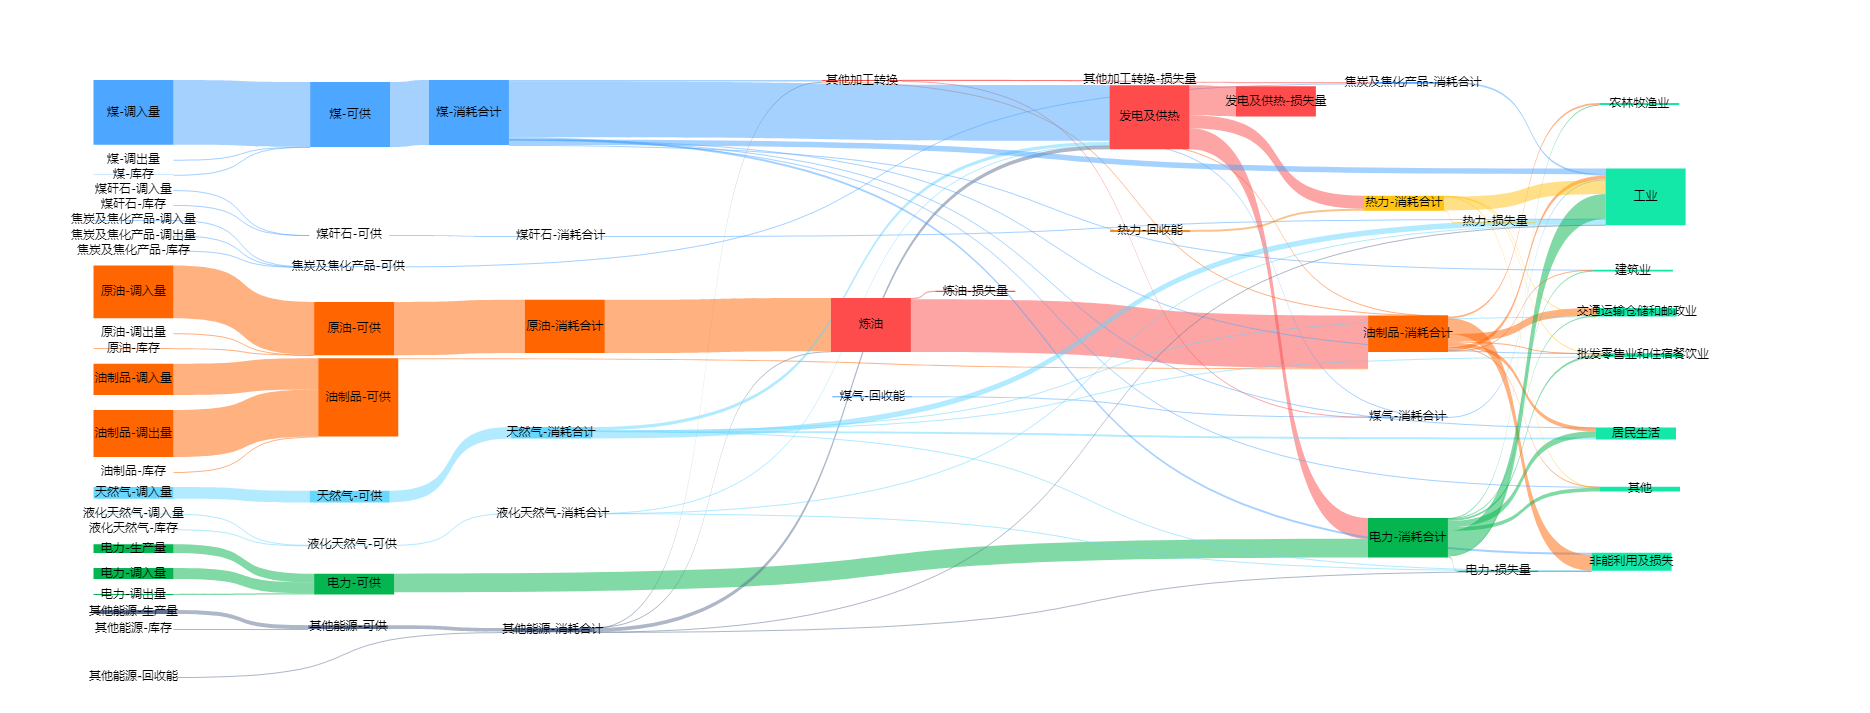 煤-调入量
煤-调出量
煤-库存
煤矸石-调入量
煤矸石-库存
焦炭及焦化产品-调入量
焦炭及焦化产品-调出量
焦炭及焦化产品-库存
原油-调入量
原油-调出量
原油-库存
油制品-调入量
油制品-调出量
油制品-库存
天然气-调入量
液化天然气-调入量
液化天然气-库存
电力-生产量
电力-调入量
电力-调出量
其他能源-生产量
其他能源-库存
其他能源-回收能
煤-可供
煤矸石-可供
焦炭及焦化产品-可供
原油-可供
油制品-可供
天然气-可供
液化天然气-可供
电力-可供
其他能源-可供
煤-消耗合计
煤矸石-消耗合计
原油-消耗合计
天然气-消耗合计
液化天然气-消耗合计
其他能源-消耗合计
其他加工转换
炼油
煤气-回收能
炼油-损失量
其他加工转换-损失量
发电及供热
热力-回收能
发电及供热-损失量
焦炭及焦化产品-消耗合计
热力-消耗合计
油制品-消耗合计
煤气-消耗合计
电力-消耗合计
热力-损失量
电力-损失量
农林牧渔业
工业
建筑业
交通运输仓储和邮政业
批发零售业和住宿餐饮业
居民生活
其他
非能利用及损失